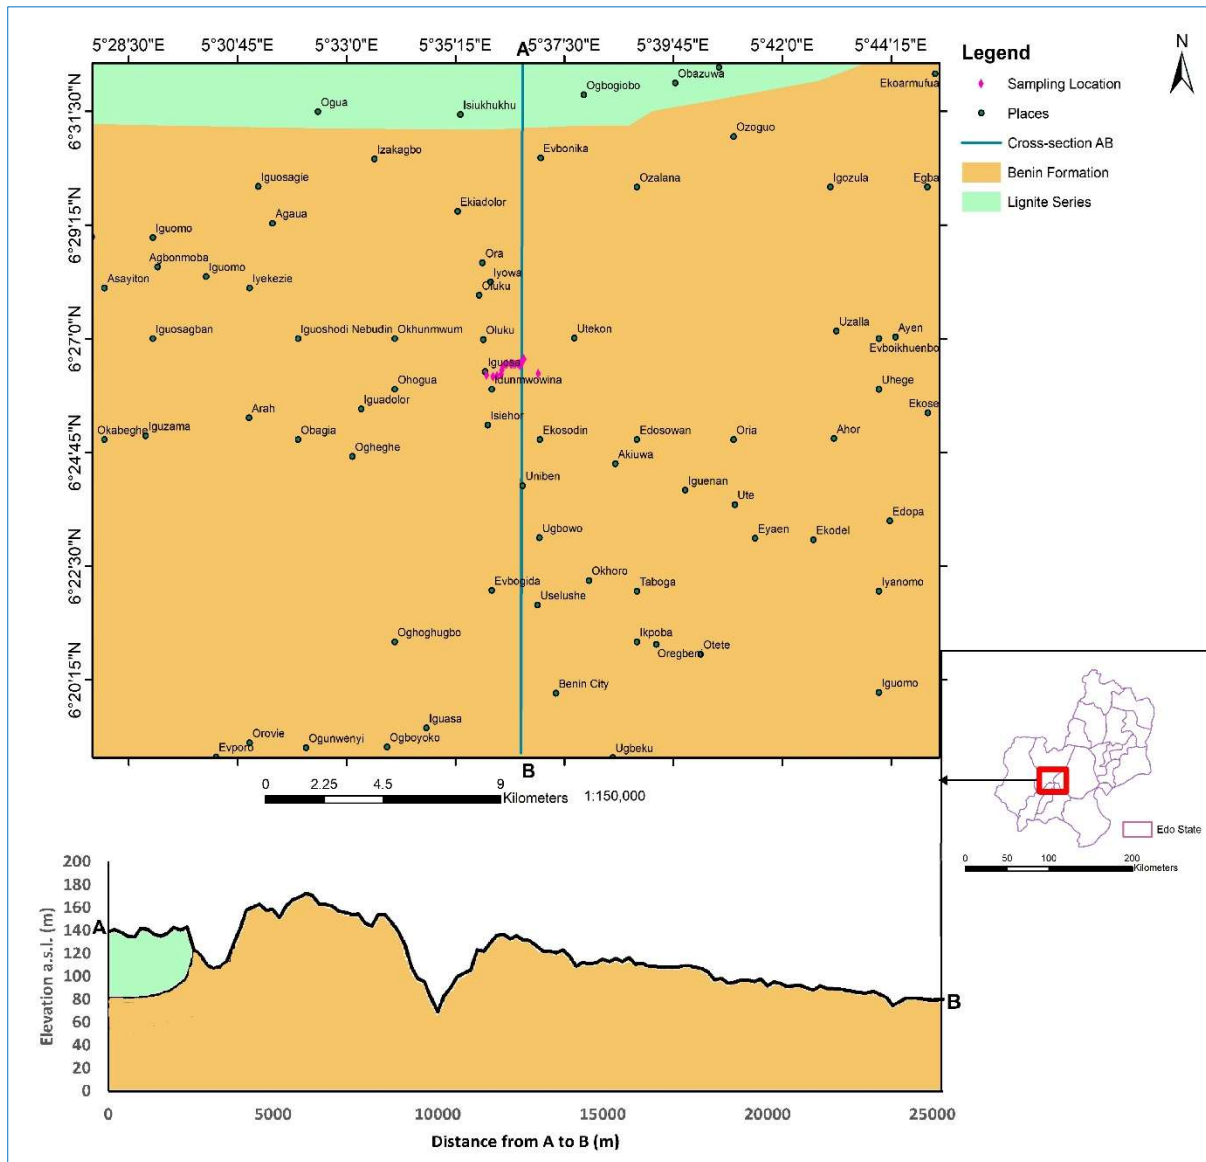 5°28'30"E 5°30'45"E 5°33'0"E 5°35'15"E 5°37'30"E 5°39'45"E 5°42'0"E 5°44'15"E
A
N
Legend
Sampling Location
Places
Cross-section AB
Benin Formation
Lignite Series
6°31'30"N
6°29'15"N
6°27'0"N
6°24'45"N
6°22'30"N
6°20'15"N
Obazuwa
Ekoarmufua
Ogbogiobo
Ogua
Isiukhukhu
Ozoguo
Izakagbo
Evbonika
Iguosagie
Ozalana
Igozula
Egba
Ekiadolor
Agaua
Iguomo
Ora
Agbonmoba
Iguomo
Iyowa
Asayiton
Iyekezie
Oluku
Uzalla
Ayen
Iguosagban
Iguoshodi Nebudin
Okhunmwum
Oluku
Utekon
Evboikhuenbo
Iguosa
Ohogua
Idunmwowina
Uhege
Iguadolor
Ekose
Arah
Isiehor
Okabeghe
Iguzama
Obagia
Ekosodin
Edosowan
Oria
Ahor
Ogheghe
Akiuwa
Uniben
Iguenan
Ute
Edopa
Ugbowo
Eyaen
Ekodel
Okhoro
Evbogida
Taboga
Iyanomo
Uselushe
Oghoghugbo
Ikpoba
Oregbeni
Otete
Benin City
Iguomo
Iguasa
Orovie
Ogunwenyi
Ogboyoko
Evporo
Ugbeku
B
0 2.25 4.5 9
Kilometers
1:150,000
Edo State
0 50 100 200
Kilometers
200
180
160
140
120
100
80
60
40
20
0
Elevation a.s.l. (m)
A
B
0 5000 10000 15000 20000 25000
Distance from A to B (m)